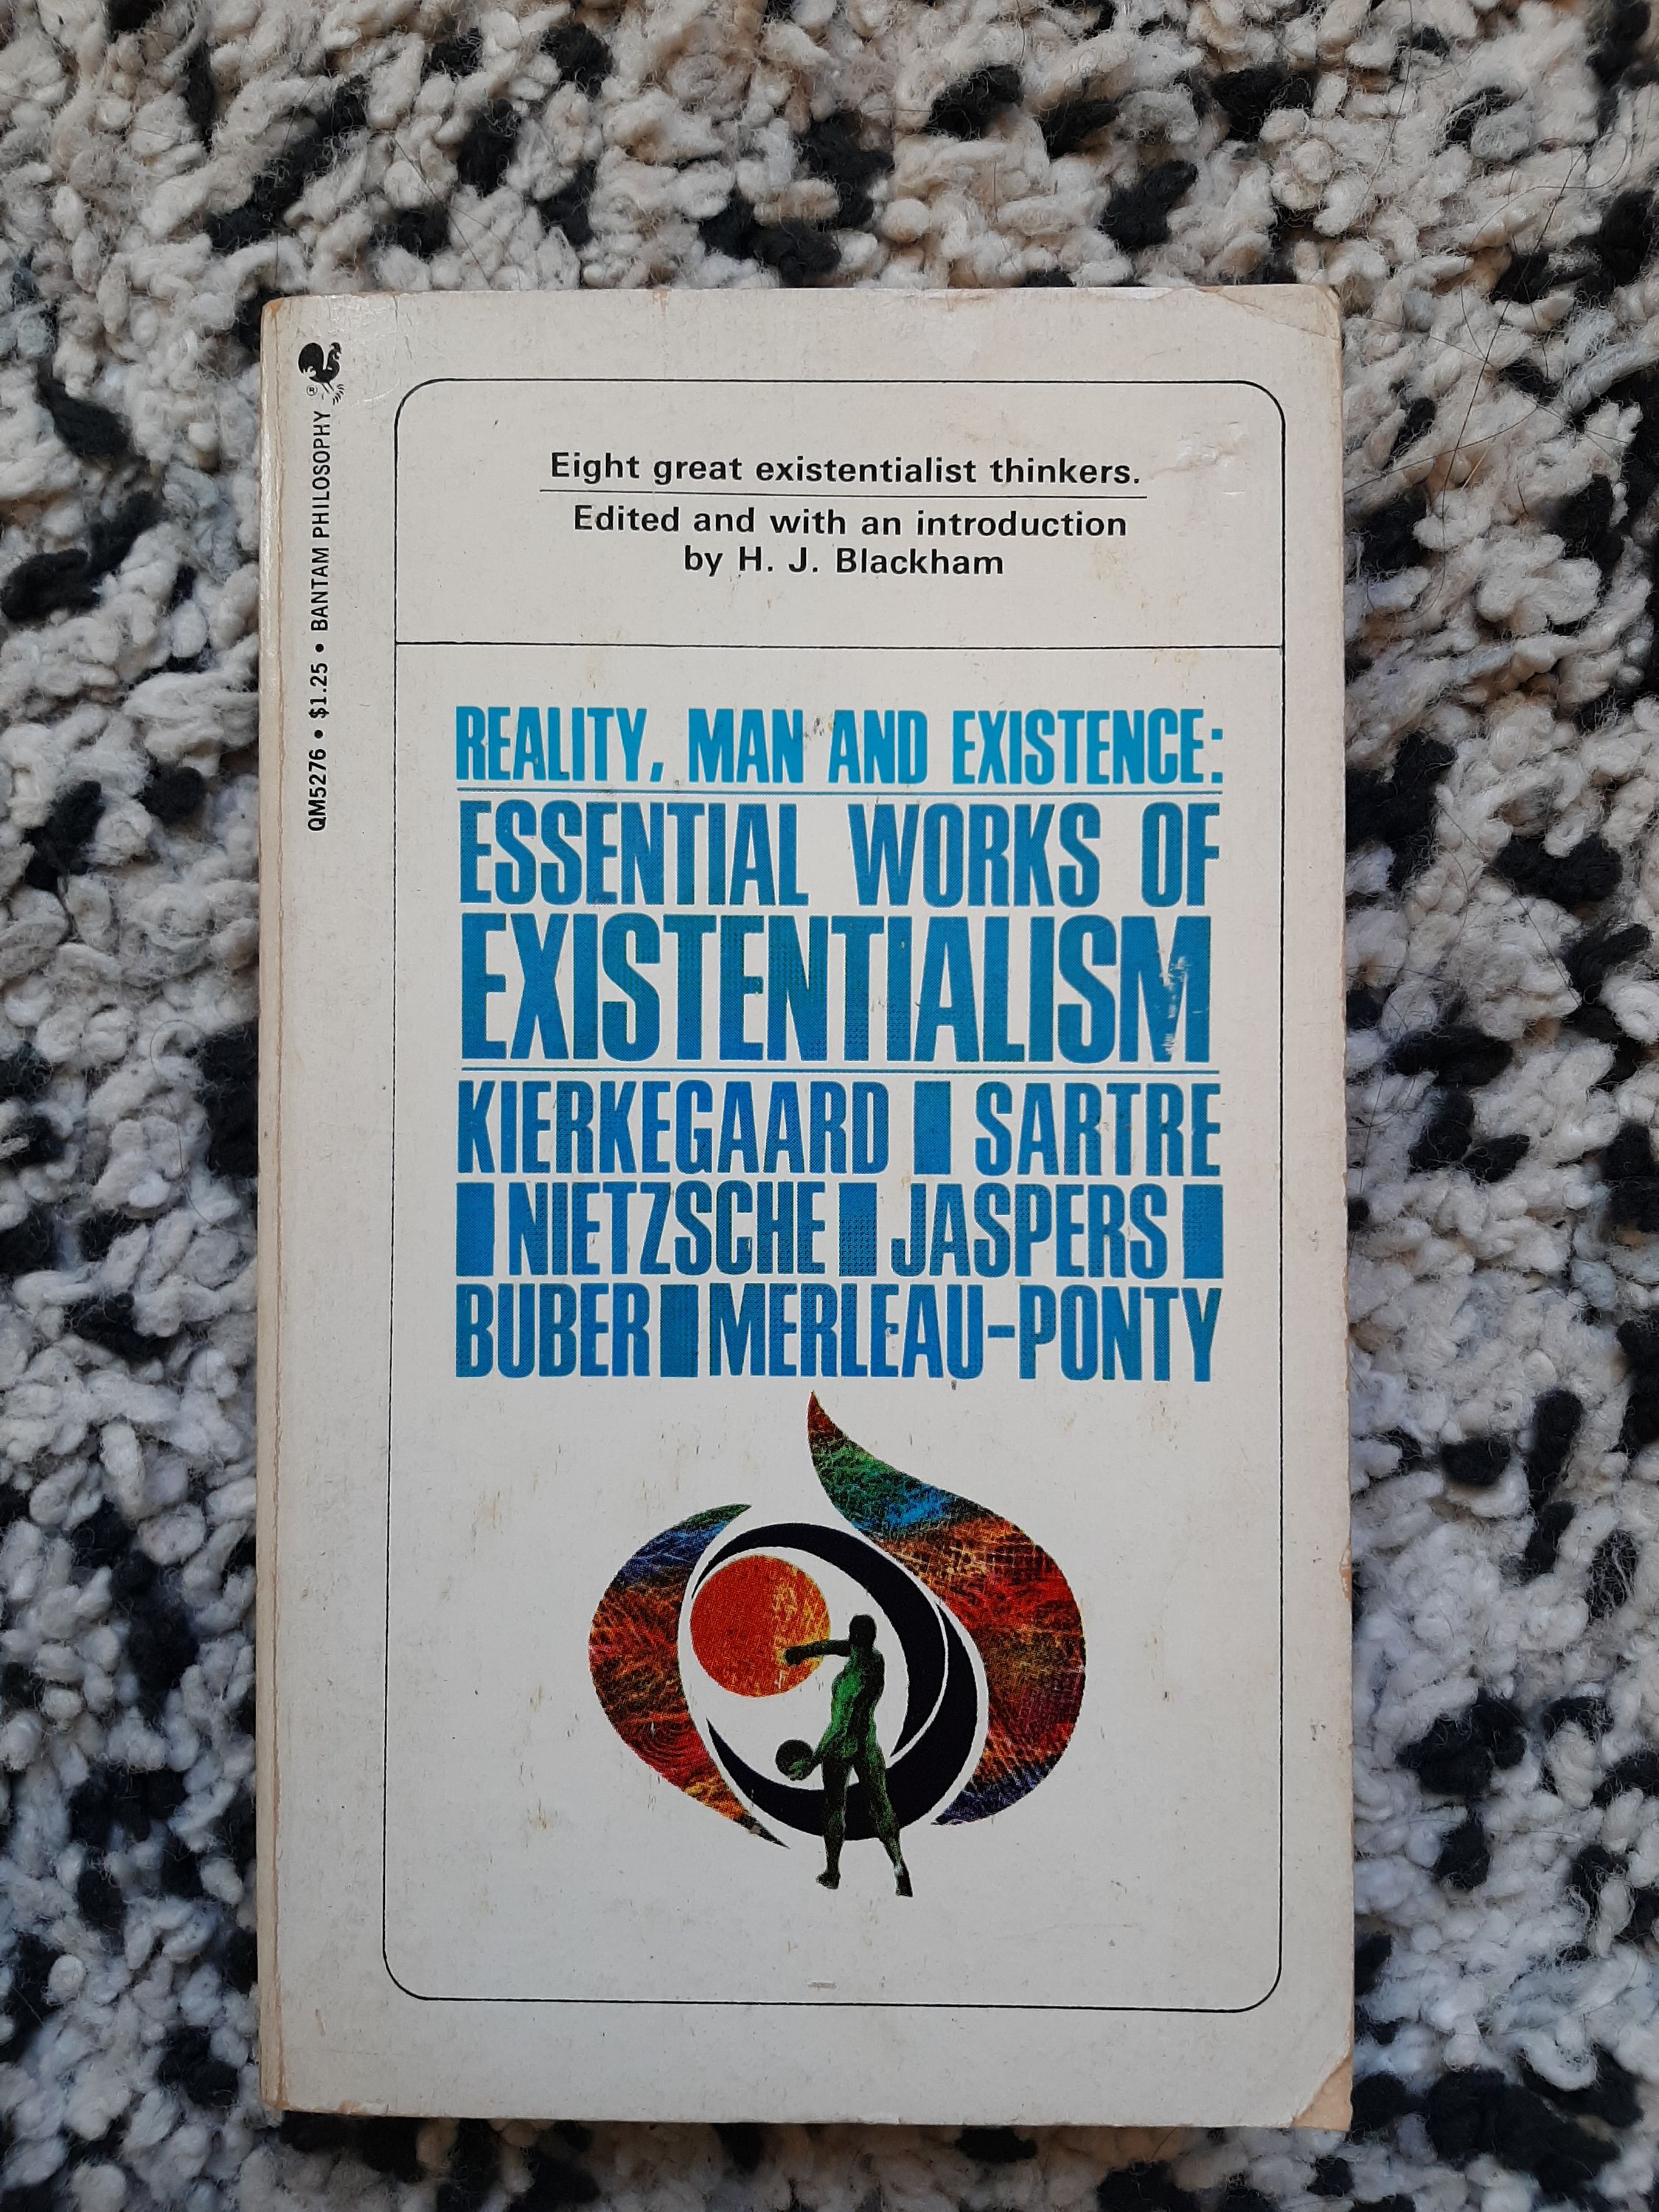 QM5276 • $1.25 • BANTAM PHILOSOPHY ®
Eight great existentialist thinkers.
Edited and with an introduction
by H. J. Blackham
REALITY, MAN AND EXISTENCE:
ESSENTIAL WORKS OF
EXISTENTIALISM
KIERKEGAARD ▮ SARTRE
▮ NIETZSCHE ▮ JASPERS ▮
BUBER ▮ MERLEAU-PONTY